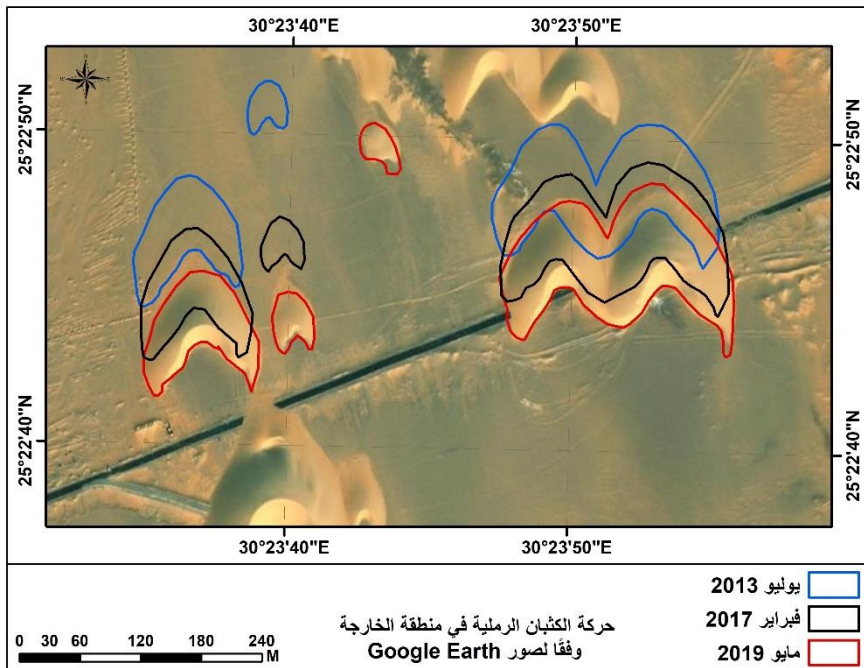 30°23'40"E
30°23'50"E
25°22'50"N
25°22'50"N
25°22'40"N
25°22'40"N
30°23'40"E
30°23'50"E
يوليو 2013
فبراير 2017
مايو 2019
حركة الكثبان الرملية في منطقة الخارجة
وفقًا لصور Google Earth
0 30 60 120 180 240
M